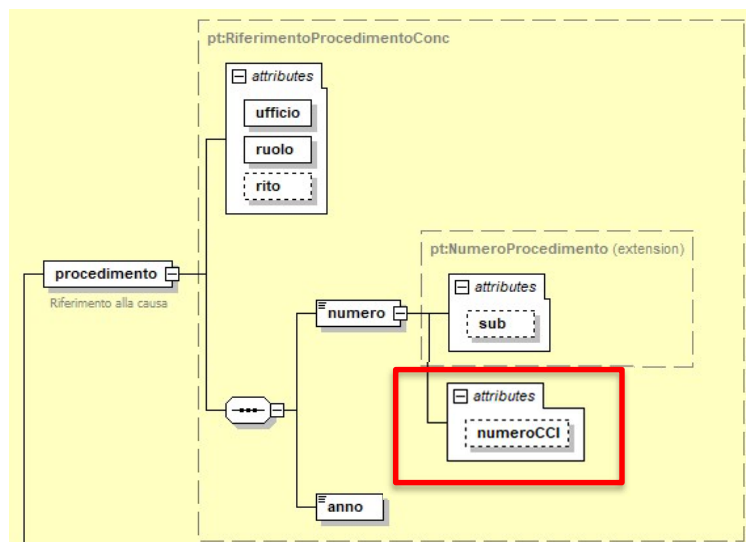 pt:RiferimentoProcedimentoConc
attributes
ufficio
ruolo
rito
procedimento
Riferimento alla causa
pt:NumeroProcedimento (extension)
numero
attributes
sub
attributes
numeroCCI
anno